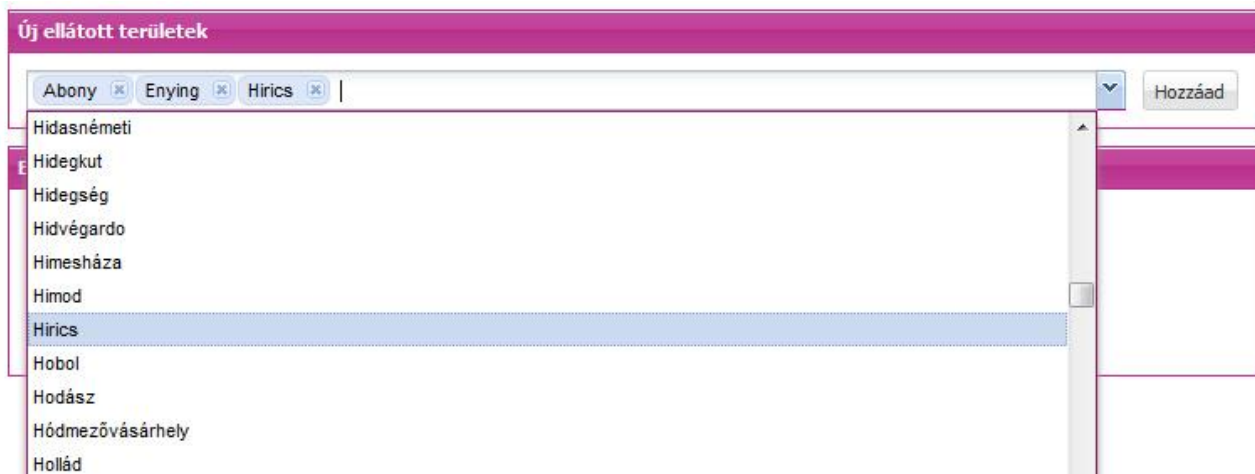 Új ellátott területek
Abony Enying Hirics Hozzáad
Hidasnémeti
Hidegkut
Hidegség
Hidvégardo
Himesháza
Himod
Hirics
Hobol
Hodász
Hódmezővásárhely
Hollád